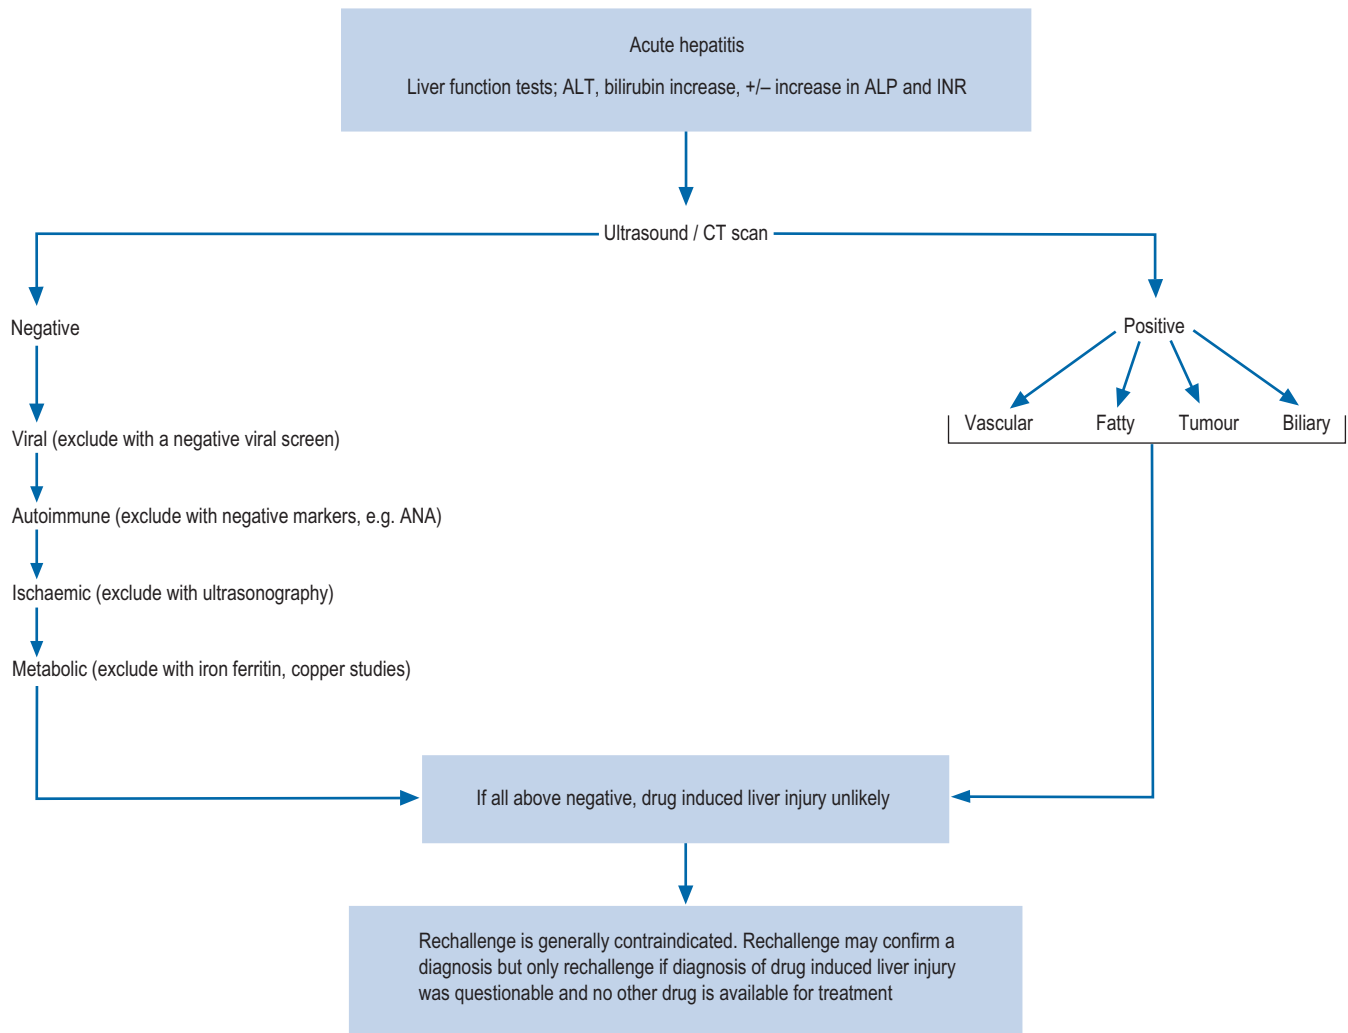 Acute hepatitis
Liver function tests; ALT, bilirubin increase, +/– increase in ALP and INR
Ultrasound / CT scan
Negative
Positive
Vascular
Fatty
Tumour
Biliary
Viral (exclude with a negative viral screen)
Autoimmune (exclude with negative markers, e.g. ANA)
Ischaemic (exclude with ultrasonography)
Metabolic (exclude with iron ferritin, copper studies)
If all above negative, drug induced liver injury unlikely
Rechallenge is generally contraindicated. Rechallenge may confirm a
diagnosis but only rechallenge if diagnosis of drug induced liver injury
was questionable and no other drug is available for treatment